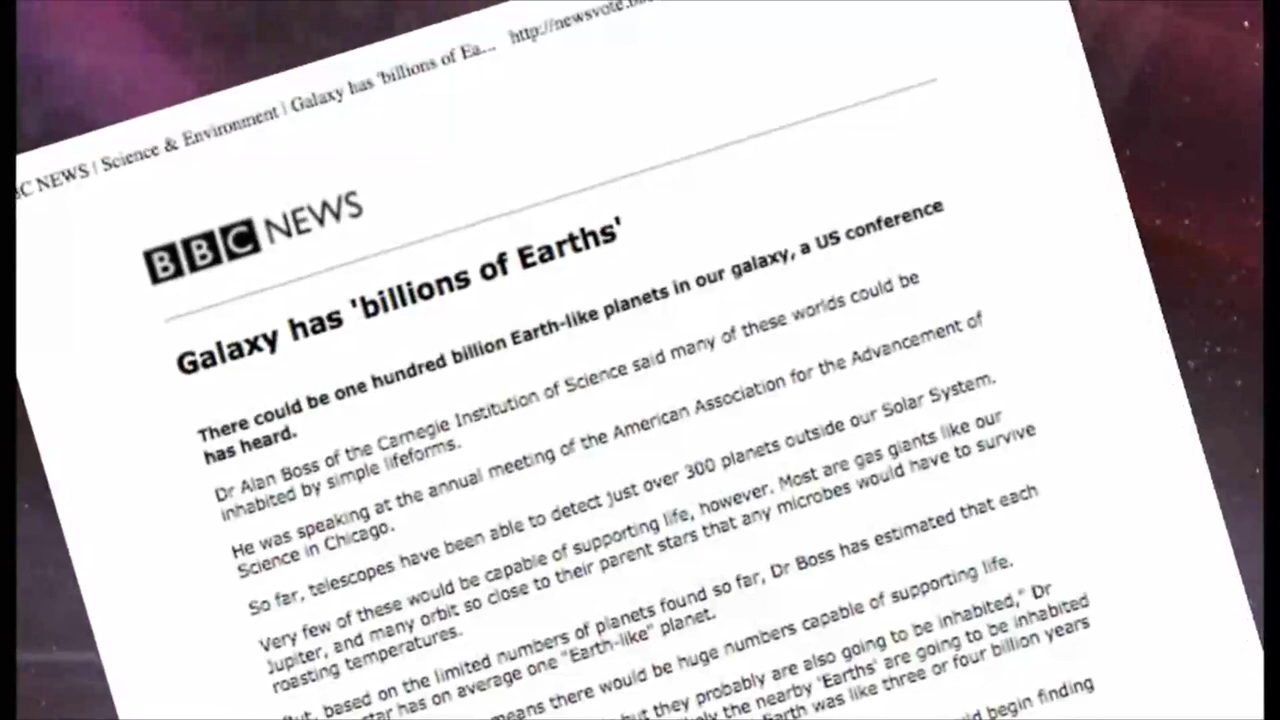 BC NEWS | Science & Environment | Galaxy has 'billions of Ea... http://newsvote.
BBC NEWS
Galaxy has 'billions of Earths'
There could be one hundred billion Earth-like planets in our galaxy, a US conference
has heard.
Dr Alan Boss of the Carnegie Institution of Science said many of these worlds could be
inhabited by simple lifeforms.
He was speaking at the annual meeting of the American Association for the Advancement of
Science in Chicago.
So far, telescopes have been able to detect just over 300 planets outside our Solar System.
Very few of these would be capable of supporting life, however. Most are gas giants like our
Jupiter, and many orbit so close to their parent stars that any microbes would have to survive
roasting temperatures.
But, based on the limited numbers of planets found so far, Dr Boss has estimated that each
star has on average one "Earth-like" planet.
means there would be huge numbers capable of supporting life.
but they probably are also going to be inhabited," Dr
the nearby 'Earths' are going to be inhabited
Earth was like three or four billion years
begin finding